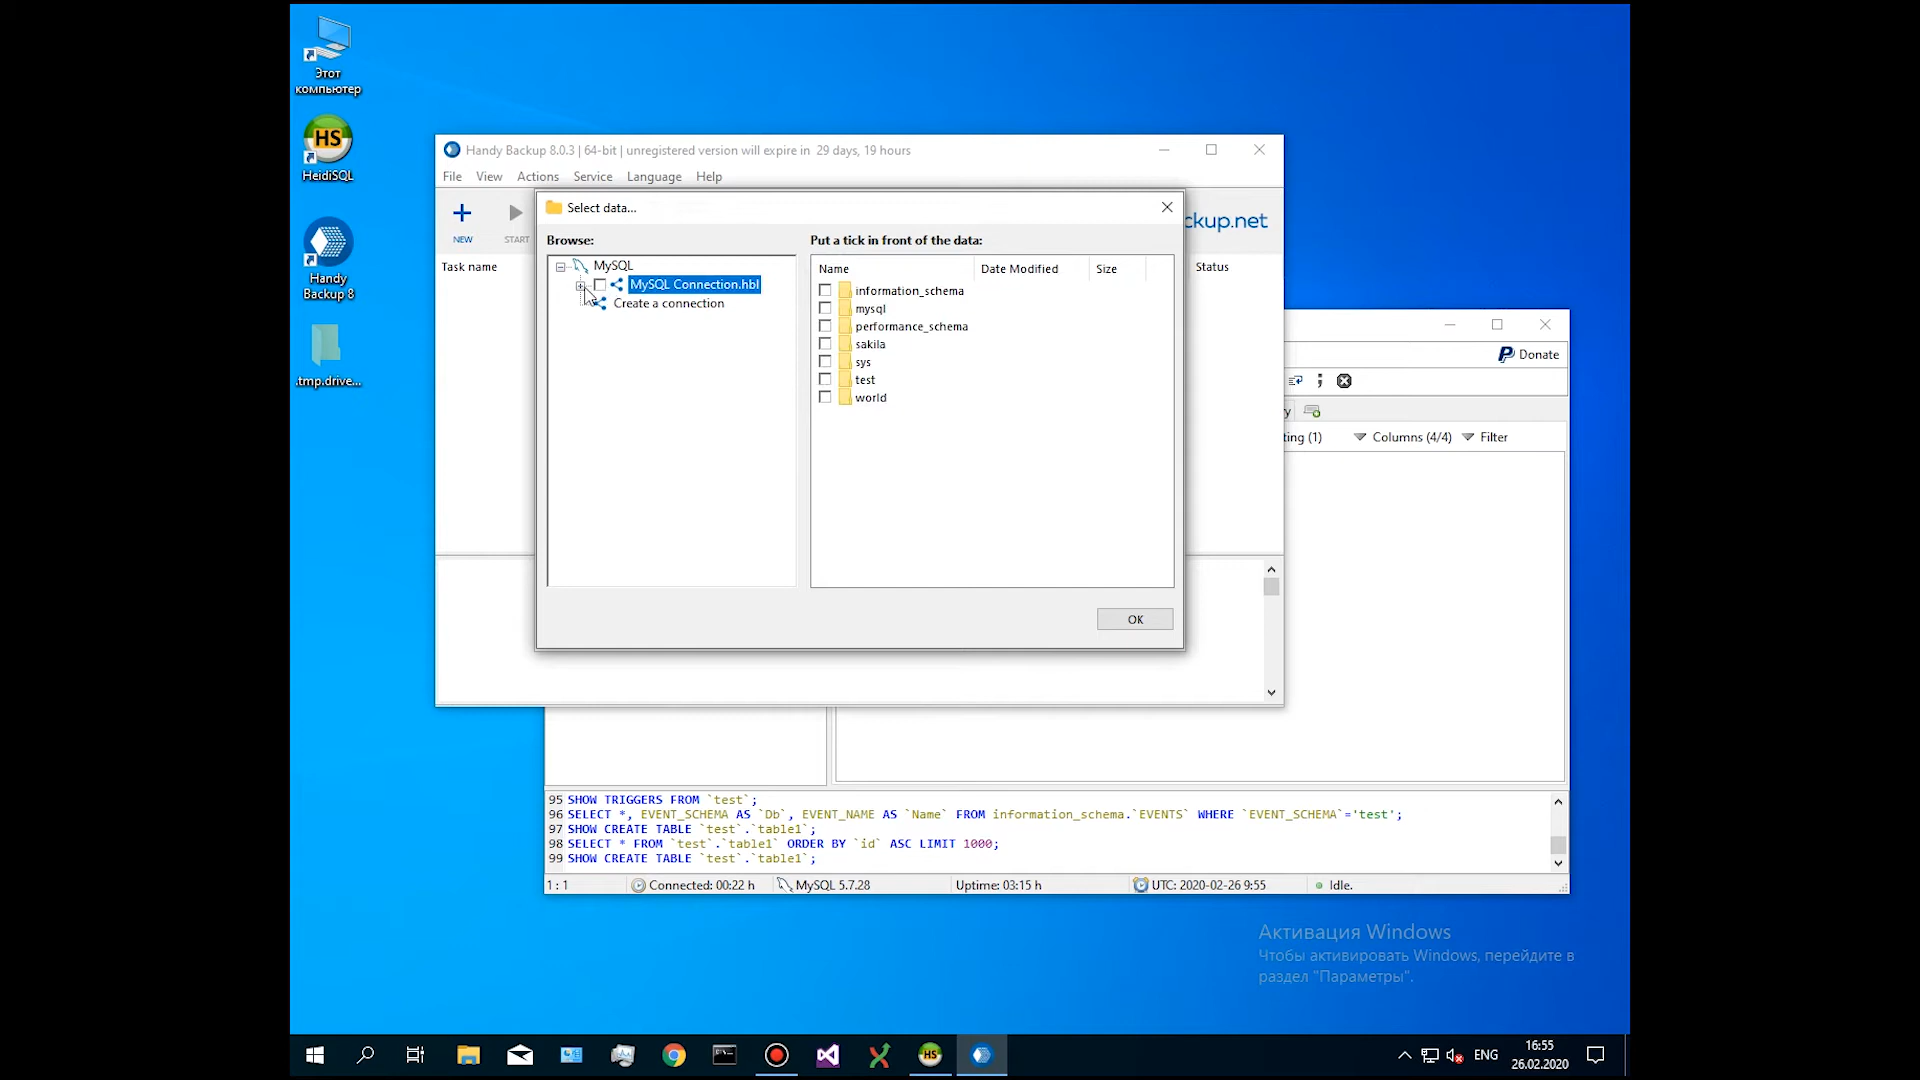 Этот
компьютер
HS
HeidiSQL
Handy
Backup 8
.tmp.drive...
Handy Backup 8.0.3 | 64-bit | unregistered version will expire in 29 days, 19 hours
File View Actions Service Language Help
NEW
START
ckup.net
Task name
Status
Select data...
Browse:
MySQL
MySQL Connection.hbl
Create a connection
Put a tick in front of the data:
Name Date Modified Size
information_schema
mysql
performance_schema
sakila
sys
test
world
OK
Donate
y
ting (1) Columns (4/4) Filter
95 SHOW TRIGGERS FROM `test`;
96 SELECT *, EVENT_SCHEMA AS `Db`, EVENT_NAME AS `Name` FROM information_schema.`EVENTS` WHERE `EVENT_SCHEMA`='test';
97 SHOW CREATE TABLE `test`.`table1`;
98 SELECT * FROM `test`.`table1` ORDER BY `id` ASC LIMIT 1000;
99 SHOW CREATE TABLE `test`.`table1`;
1 : 1 Connected: 00:22 h MySQL 5.7.28 Uptime: 03:15 h UTC: 2020-02-26 9:55 Idle.
Активация Windows
Чтобы активировать Windows, перейдите в
раздел "Параметры".
HS
ENG
16:55
26.02.2020